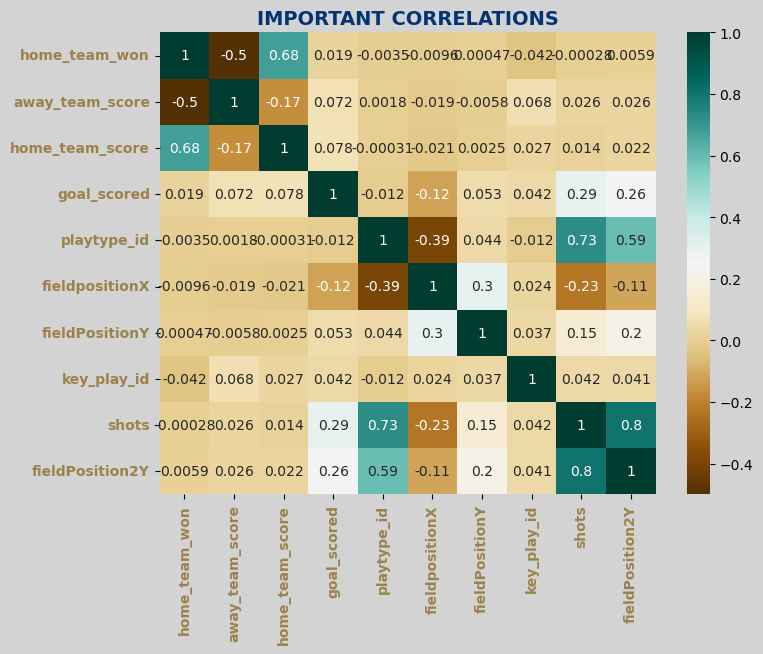 IMPORTANT CORRELATIONS
home_team_won 1 -0.5 0.68 0.019 -0.0035 -0.0096 -0.00047 -0.042 -0.00028 0.0059
away_team_score -0.5 1 -0.17 0.072 0.0018 -0.019 -0.0058 0.068 0.026 0.026
home_team_score 0.68 -0.17 1 0.078 -0.00031 -0.021 0.0025 0.027 0.014 0.022
goal_scored 0.019 0.072 0.078 1 -0.012 -0.12 0.053 0.042 0.29 0.26
playtype_id -0.0035 0.0018 -0.00031 -0.012 1 -0.39 0.044 -0.012 0.73 0.59
fieldpositionX -0.0096 -0.019 -0.021 -0.12 -0.39 1 0.3 0.024 -0.23 -0.11
fieldPositionY -0.00047 -0.0058 0.0025 0.053 0.044 0.3 1 0.037 0.15 0.2
key_play_id -0.042 0.068 0.027 0.042 -0.012 0.024 0.037 1 0.042 0.041
shots -0.00028 0.026 0.014 0.29 0.73 -0.23 0.15 0.042 1 0.8
fieldPosition2Y 0.0059 0.026 0.022 0.26 0.59 -0.11 0.2 0.041 0.8 1
home_team_won
away_team_score
home_team_score
goal_scored
playtype_id
fieldpositionX
fieldPositionY
key_play_id
shots
fieldPosition2Y
1.0
0.8
0.6
0.4
0.2
0.0
−0.2
−0.4